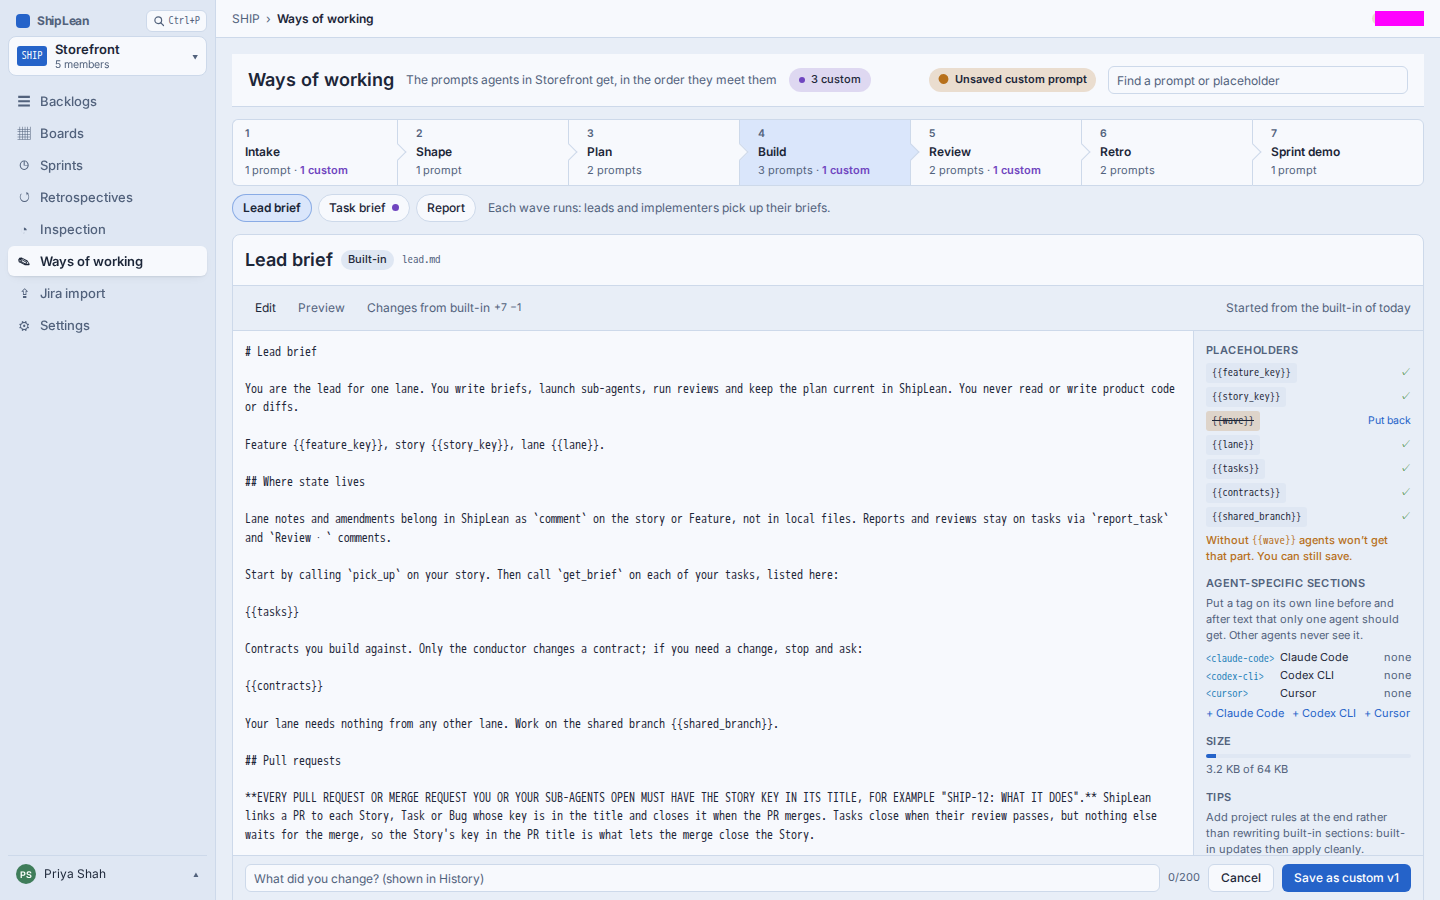 ShipLean
Ctrl+P
SHIP
Storefront
5 members
Backlogs
Boards
Sprints
Retrospectives
Inspection
Ways of working
Jira import
Settings
PS
Priya Shah
SHIP › Ways of working
Ways of working
The prompts agents in Storefront get, in the order they meet them
3 custom
Unsaved custom prompt
Find a prompt or placeholder
1
Intake
1 prompt · 1 custom
2
Shape
1 prompt
3
Plan
2 prompts
4
Build
3 prompts · 1 custom
5
Review
2 prompts · 1 custom
6
Retro
2 prompts
7
Sprint demo
1 prompt
Lead brief
Task brief
Report
Each wave runs: leads and implementers pick up their briefs.
Lead brief
Built-in
lead.md
Edit
Preview
Changes from built-in +7 −1
Started from the built-in of today
# Lead brief
You are the lead for one lane. You write briefs, launch sub-agents, run reviews and keep the plan current in ShipLean. You never read or write product code
or diffs.
Feature {{feature_key}}, story {{story_key}}, lane {{lane}}.
## Where state lives
Lane notes and amendments belong in ShipLean as `comment` on the story or Feature, not in local files. Reports and reviews stay on tasks via `report_task`
and `Review · ` comments.
Start by calling `pick_up` on your story. Then call `get_brief` on each of your tasks, listed here:
{{tasks}}
Contracts you build against. Only the conductor changes a contract; if you need a change, stop and ask:
{{contracts}}
Your lane needs nothing from any other lane. Work on the shared branch {{shared_branch}}.
## Pull requests
**EVERY PULL REQUEST OR MERGE REQUEST YOU OR YOUR SUB-AGENTS OPEN MUST HAVE THE STORY KEY IN ITS TITLE, FOR EXAMPLE "SHIP-12: WHAT IT DOES".** ShipLean
links a PR to each Story, Task or Bug whose key is in the title and closes it when the PR merges. Tasks close when their review passes, but nothing else
waits for the merge, so the Story's key in the PR title is what lets the merge close the Story.
PLACEHOLDERS
{{feature_key}} ✓
{{story_key}} ✓
{{wave}} Put back
{{lane}} ✓
{{tasks}} ✓
{{contracts}} ✓
{{shared_branch}} ✓
Without {{wave}} agents won't get
that part. You can still save.
AGENT-SPECIFIC SECTIONS
Put a tag on its own line before and
after text that only one agent should
get. Other agents never see it.
<claude-code> Claude Code none
<codex-cli> Codex CLI none
<cursor> Cursor none
+ Claude Code + Codex CLI + Cursor
SIZE
3.2 KB of 64 KB
TIPS
Add project rules at the end rather
than rewriting built-in sections: built-
in updates then apply cleanly.
What did you change? (shown in History)
0/200
Cancel
Save as custom v1